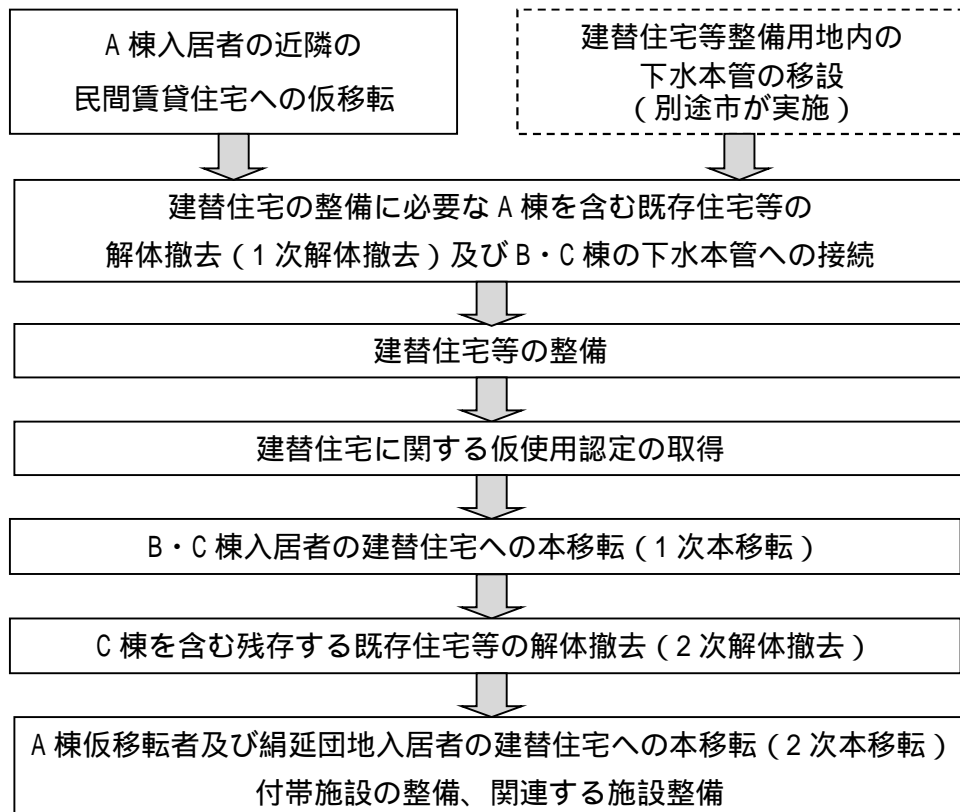 A棟入居者の近隣の
民間賃貸住宅への仮移転
建替住宅等整備用地内の
下水本管の移設
(別途市が実施)
建替住宅の整備に必要なA棟を含む既存住宅等の
解体撤去(1次解体撤去)及びB・C棟の下水本管への接続
建替住宅等の整備
建替住宅に関する仮使用認定の取得
B・C棟入居者の建替住宅への本移転(1次本移転)
C棟を含む残存する既存住宅等の解体撤去(2次解体撤去)
A棟仮移転者及び絹延団地入居者の建替住宅への本移転(2次本移転)
付帯施設の整備、関連する施設整備